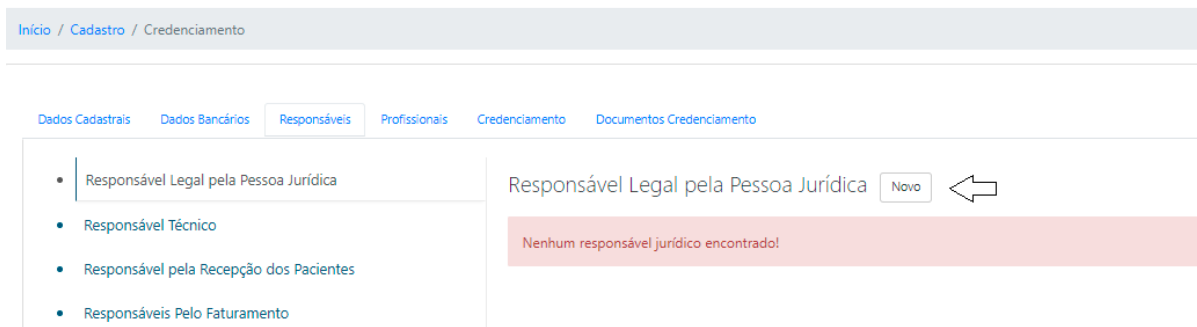 Início / Cadastro / Credenciamento
Dados Cadastrais Dados Bancários Responsáveis Profissionais Credenciamento Documentos Credenciamento
Responsável Legal pela Pessoa Jurídica
Responsável Técnico
Responsável pela Recepção dos Pacientes
Responsáveis Pelo Faturamento
Responsável Legal pela Pessoa Jurídica Novo
Nenhum responsável jurídico encontrado!